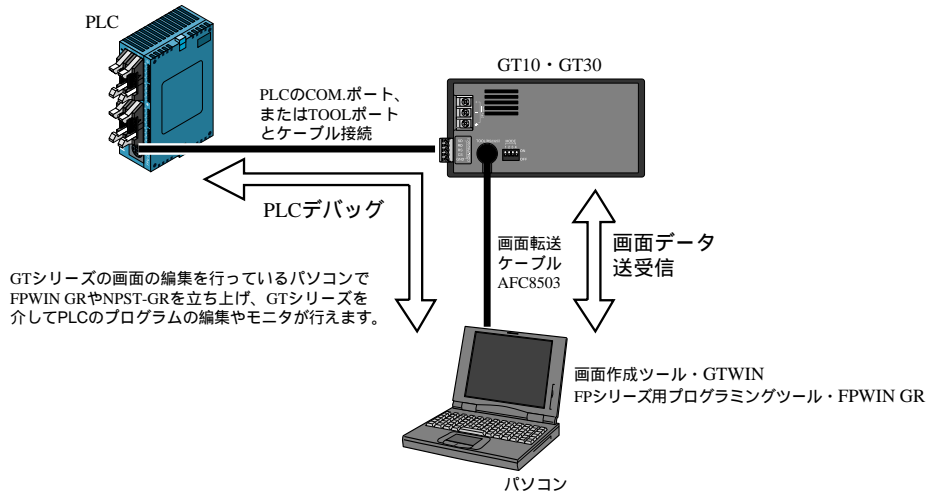 PLC
GT10・GT30
PLCのCOM.ポート、
またはTOOLポート
とケーブル接続
PLCデバッグ
画面転送
ケーブル
AFC8503
画面データ
送受信
GTシリーズの画面の編集を行っているパソコンで
FPWIN GRやNPST-GRを立ち上げ、GTシリーズを
介してPLCのプログラムの編集やモニタが行えます。
画面作成ツール・GTWIN
FPシリーズ用プログラミングツール・FPWIN GR
パソコン